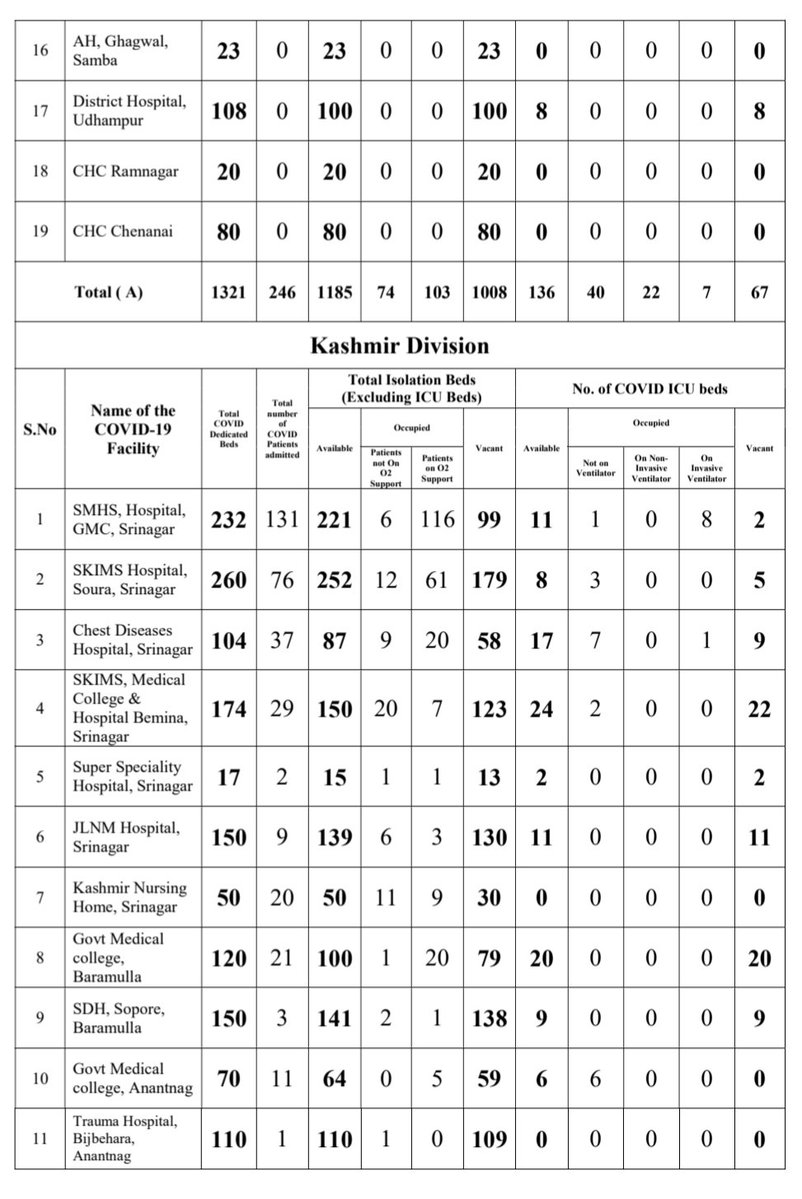 16 AH, Ghagwal, Samba 23 0 23 0 0 23 0 0 0 0 0
17 District Hospital, Udhampur 108 0 100 0 0 100 8 0 0 0 8
18 CHC Ramnagar 20 0 20 0 0 20 0 0 0 0 0
19 CHC Chenanai 80 0 80 0 0 80 0 0 0 0 0
Total ( A) 1321 246 1185 74 103 1008 136 40 22 7 67
Kashmir Division
S.No
Name of the
COVID-19
Facility
Total
COVID
Dedicated
Beds
Total
number
of
COVID
Patients
admitted
Total Isolation Beds
(Excluding ICU Beds)
No. of COVID ICU beds
Available
Occupied
Patients
not On
O2
Support
Patients
on O2
Support
Vacant
Available
Occupied
Not on
Ventilator
On Non-
Invasive
Ventilator
On
Invasive
Ventilator
Vacant
1 SMHS, Hospital, GMC, Srinagar 232 131 221 6 116 99 11 1 0 8 2
2 SKIMS Hospital, Soura, Srinagar 260 76 252 12 61 179 8 3 0 0 5
3 Chest Diseases Hospital, Srinagar 104 37 87 9 20 58 17 7 0 1 9
4 SKIMS, Medical College & Hospital Bemina, Srinagar 174 29 150 20 7 123 24 2 0 0 22
5 Super Speciality Hospital, Srinagar 17 2 15 1 1 13 2 0 0 0 2
6 JLNM Hospital, Srinagar 150 9 139 6 3 130 11 0 0 0 11
7 Kashmir Nursing Home, Srinagar 50 20 50 11 9 30 0 0 0 0 0
8 Govt Medical college, Baramulla 120 21 100 1 20 79 20 0 0 0 20
9 SDH, Sopore, Baramulla 150 3 141 2 1 138 9 0 0 0 9
10 Govt Medical college, Anantnag 70 11 64 0 5 59 6 6 0 0 0
11 Trauma Hospital, Bijbehara, Anantnag 110 1 110 1 0 109 0 0 0 0 0